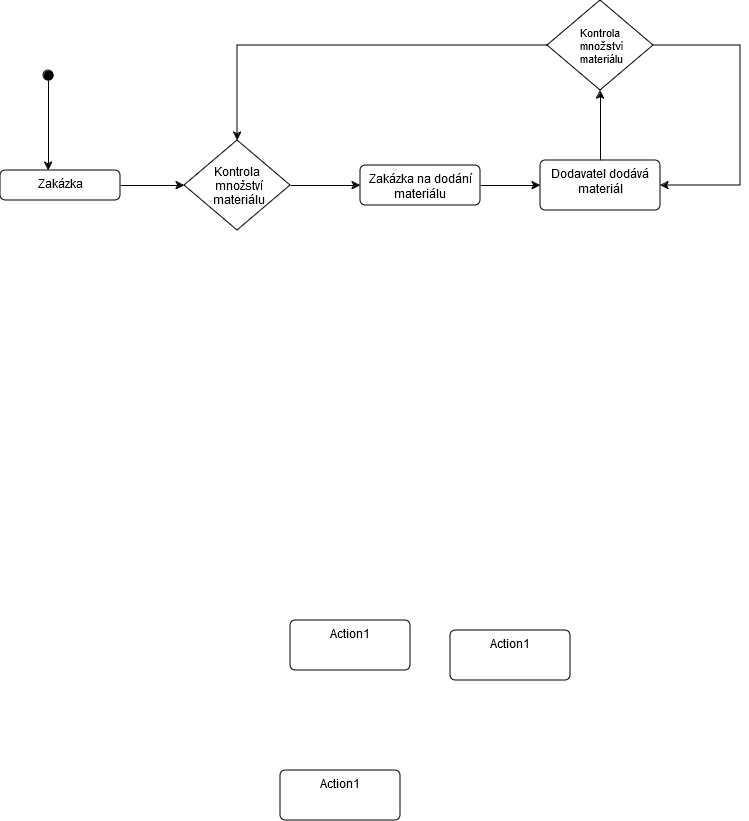 Kontrola
množství
materiálu
Zakázka
Kontrola
množství
materiálu
Zakázka na dodání
materiálu
Dodavatel dodává
materiál
Action1
Action1
Action1